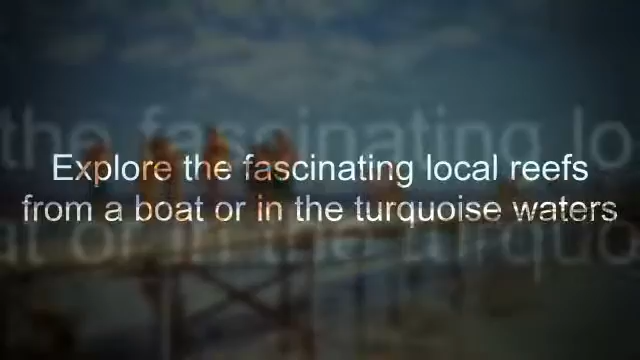 Explore the fascinating local reefs
from a boat or in the turquoise waters